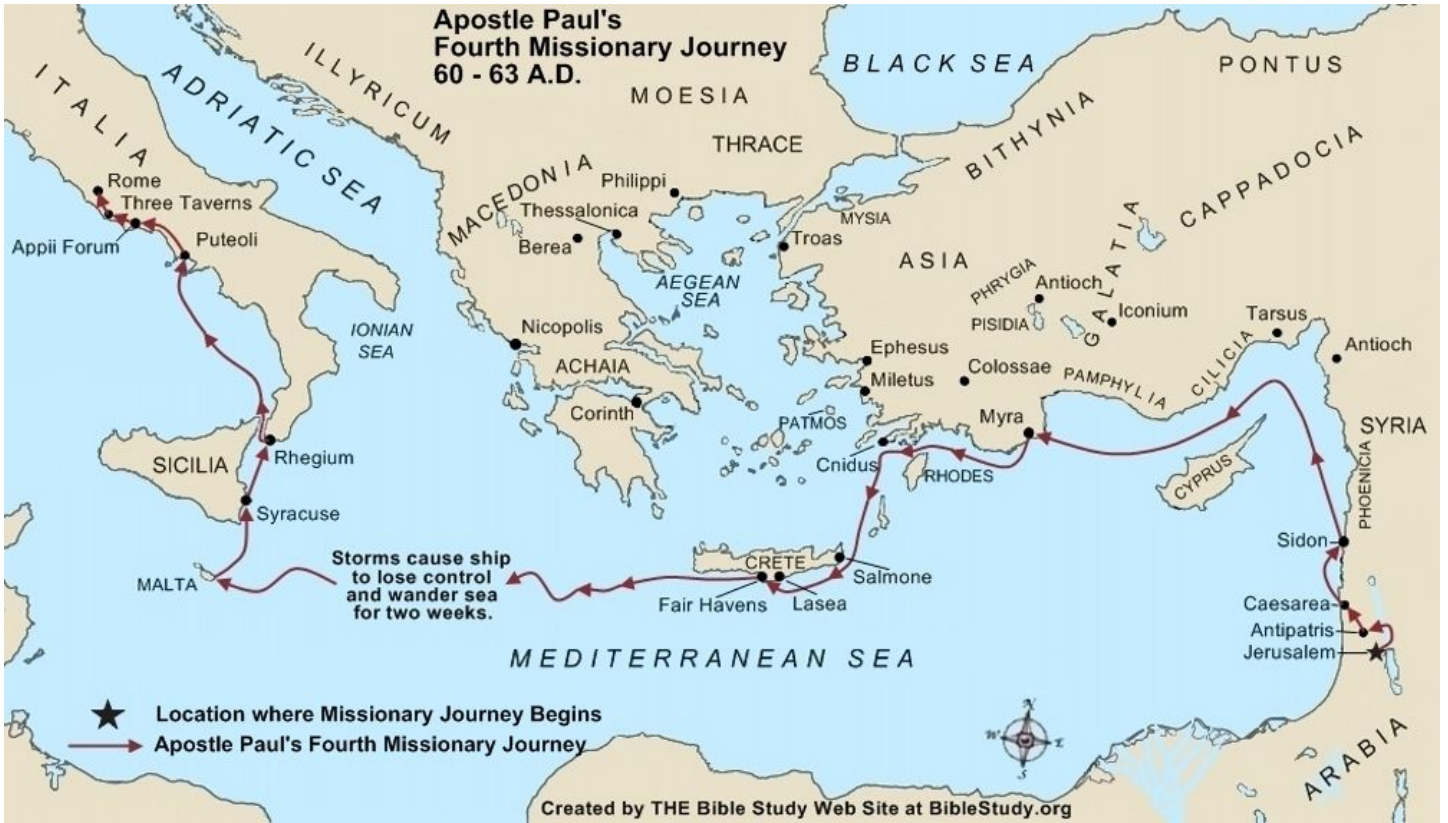 Apostle Paul's
Fourth Missionary Journey
60 - 63 A.D.
BLACK SEA
PONTUS
ITALIA
ADRIATIC SEA
ILLYRICUM
MOESIA
THRACE
BITHYNIA
CAPPADOCIA
MACEDONIA
Philippi
Thessalonica
Berea
MYSIA
Troas
Rome
Three Taverns
Appii Forum
Puteoli
AEGEAN
SEA
ASIA
PHRYGIA
Antioch
PISIDIA
GALATIA
Iconium
Tarsus
IONIAN
SEA
Nicopolis
ACHAIA
Corinth
Ephesus
Miletus
Colossae
PAMPHYLIA
CILICIA
Antioch
PATMOS
Myra
SYRIA
SICILIA
Rhegium
Cnidus
RHODES
CYPRUS
PHOENICIA
Syracuse
Sidon
MALTA
Storms cause ship
to lose control
and wander sea
for two weeks.
CRETE
Salmone
Fair Havens
Lasea
Caesarea
Antipatris
Jerusalem
MEDITERRANEAN SEA
Location where Missionary Journey Begins
Apostle Paul's Fourth Missionary Journey
N
W
E
S
ARABIA
Created by THE Bible Study Web Site at BibleStudy.org